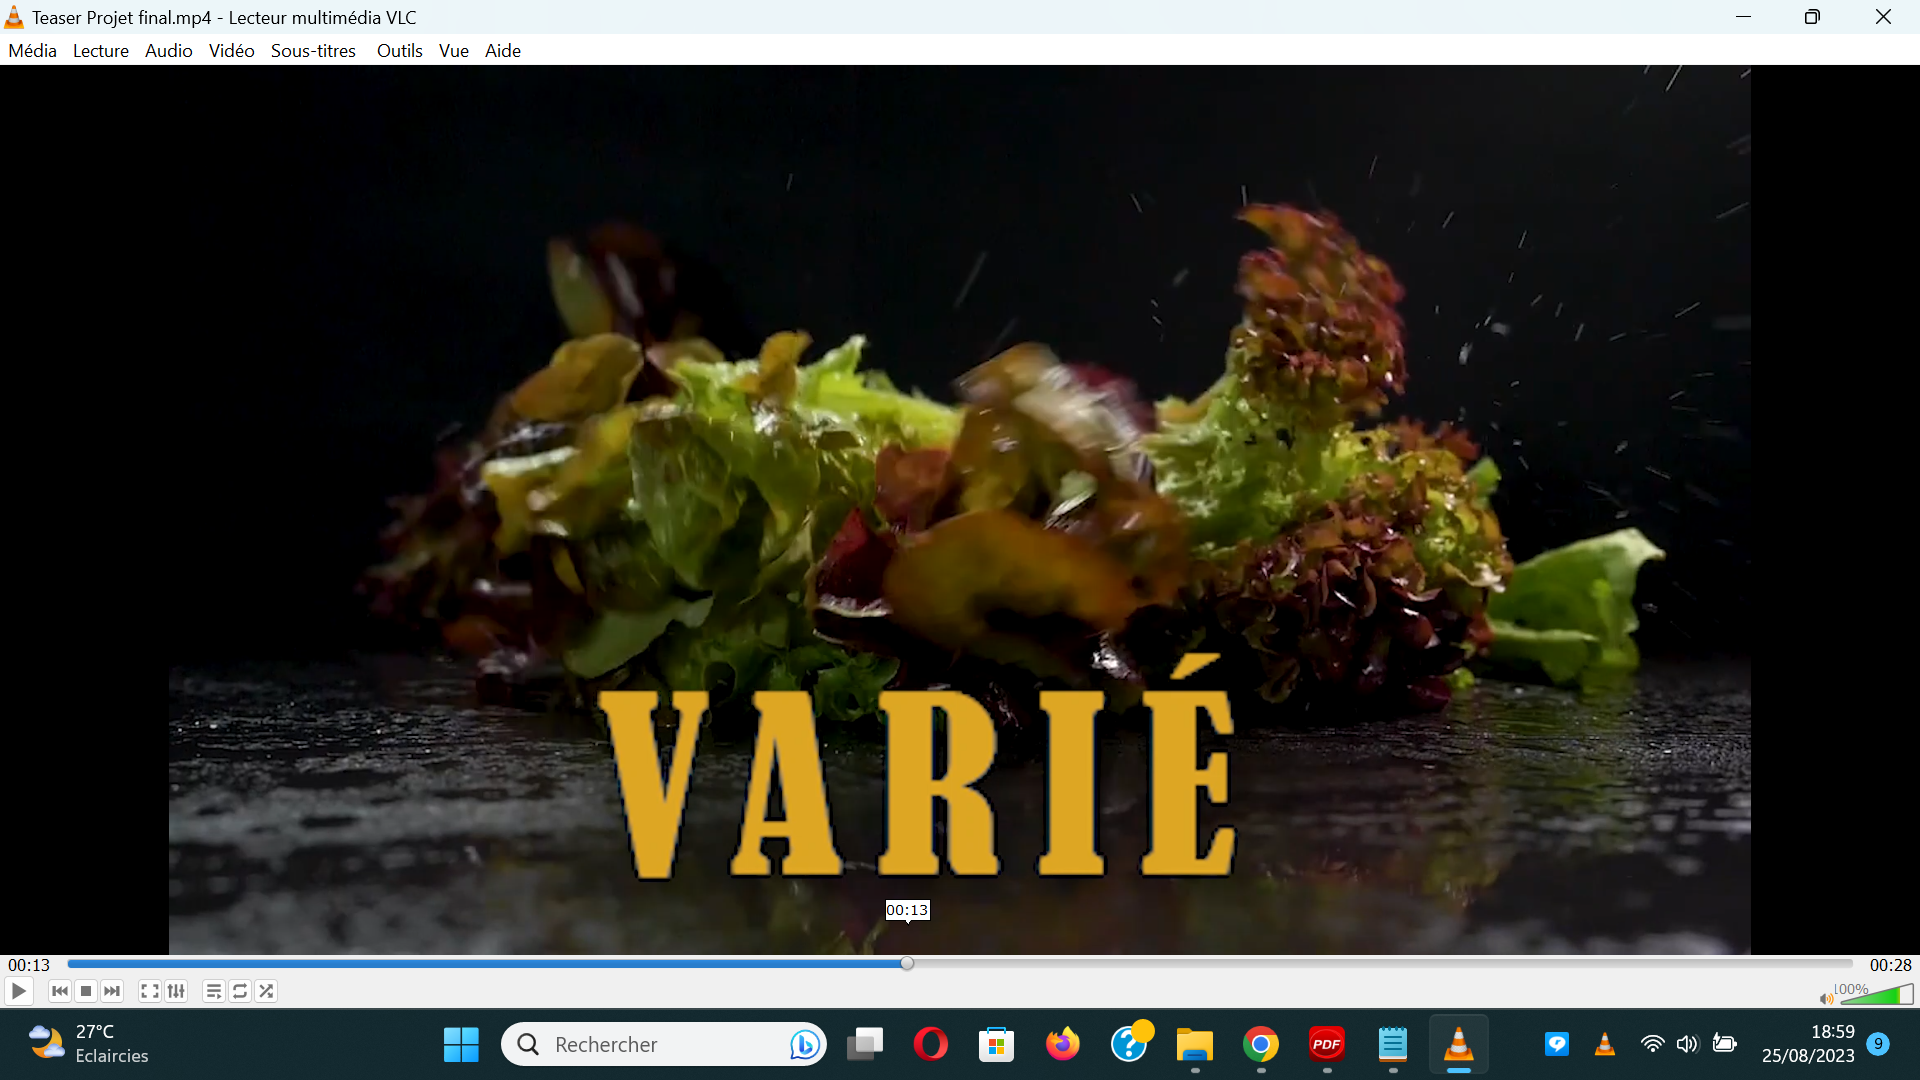 Teaser Projet final.mp4 - Lecteur multimédia VLC
Média Lecture Audio Vidéo Sous-titres Outils Vue Aide
VARIÉ
00:13
00:13
00:28
100%
27°C
Eclaircies
Rechercher
PDF
18:59
25/08/2023
9